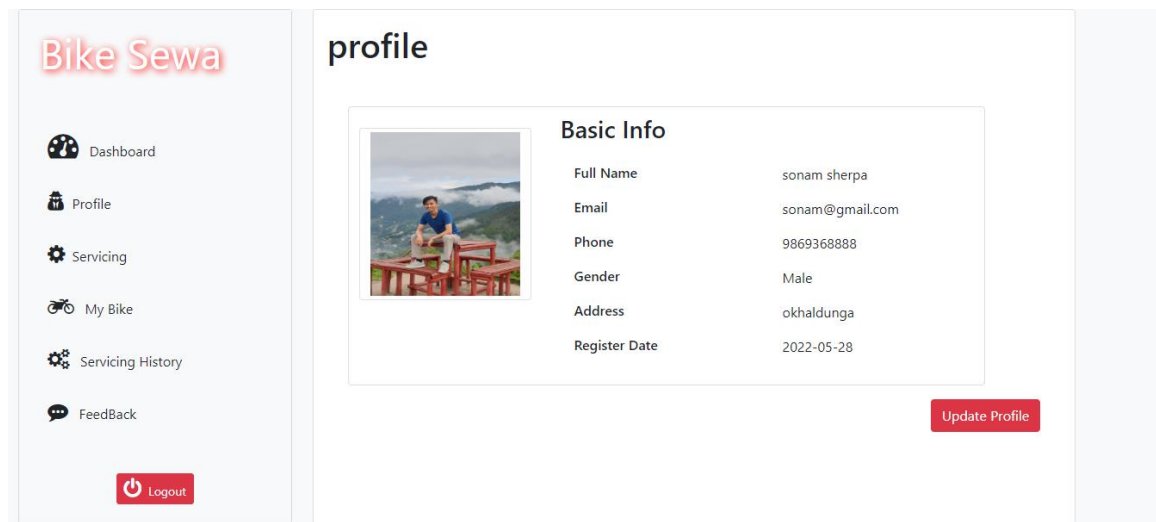 Bike Sewa
Dashboard
Profile
Servicing
My Bike
Servicing History
FeedBack
Logout
profile
Basic Info
Full Name sonam sherpa
Email sonam@gmail.com
Phone 9869368888
Gender Male
Address okhaldunga
Register Date 2022-05-28
Update Profile